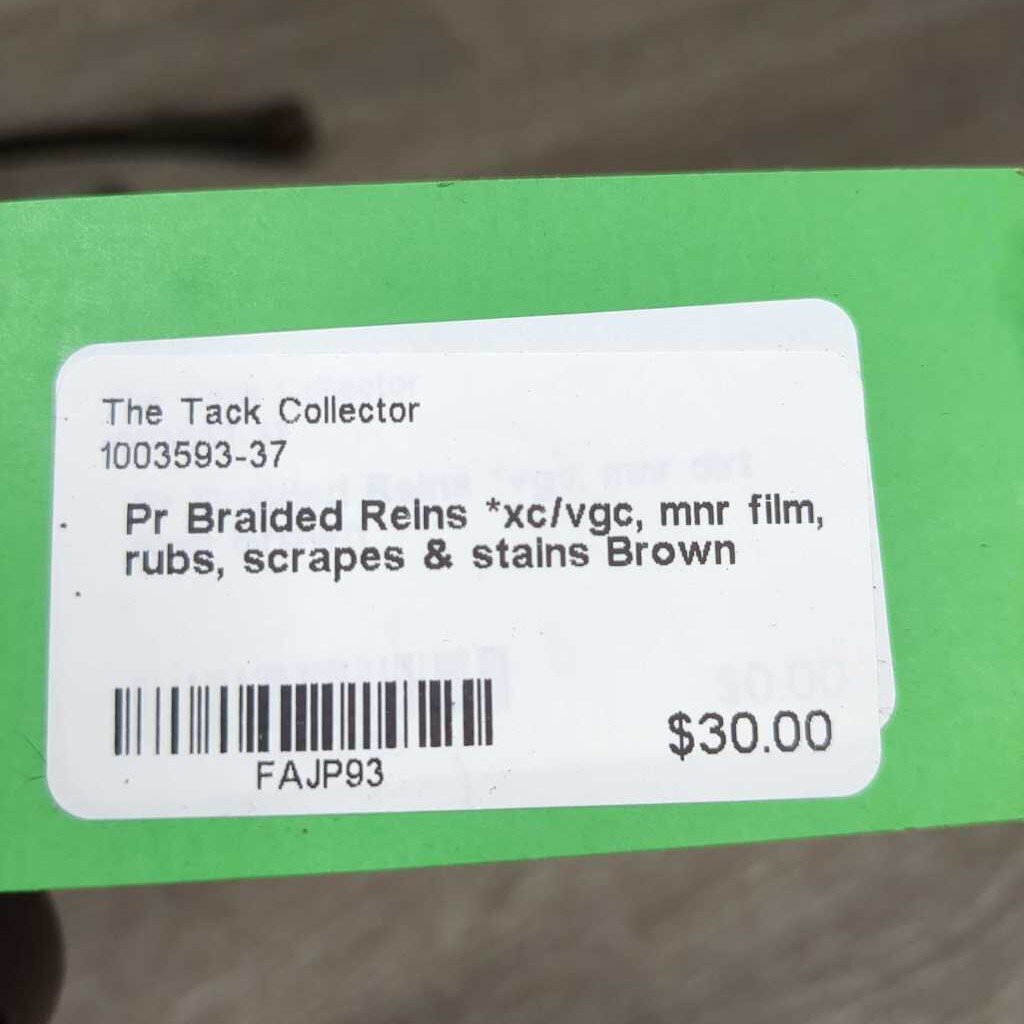 The Tack Collector
1003593-37
Pr Braided Reins *xc/vgc, mnr film,
rubs, scrapes & stains Brown
FAJP93
$30.00